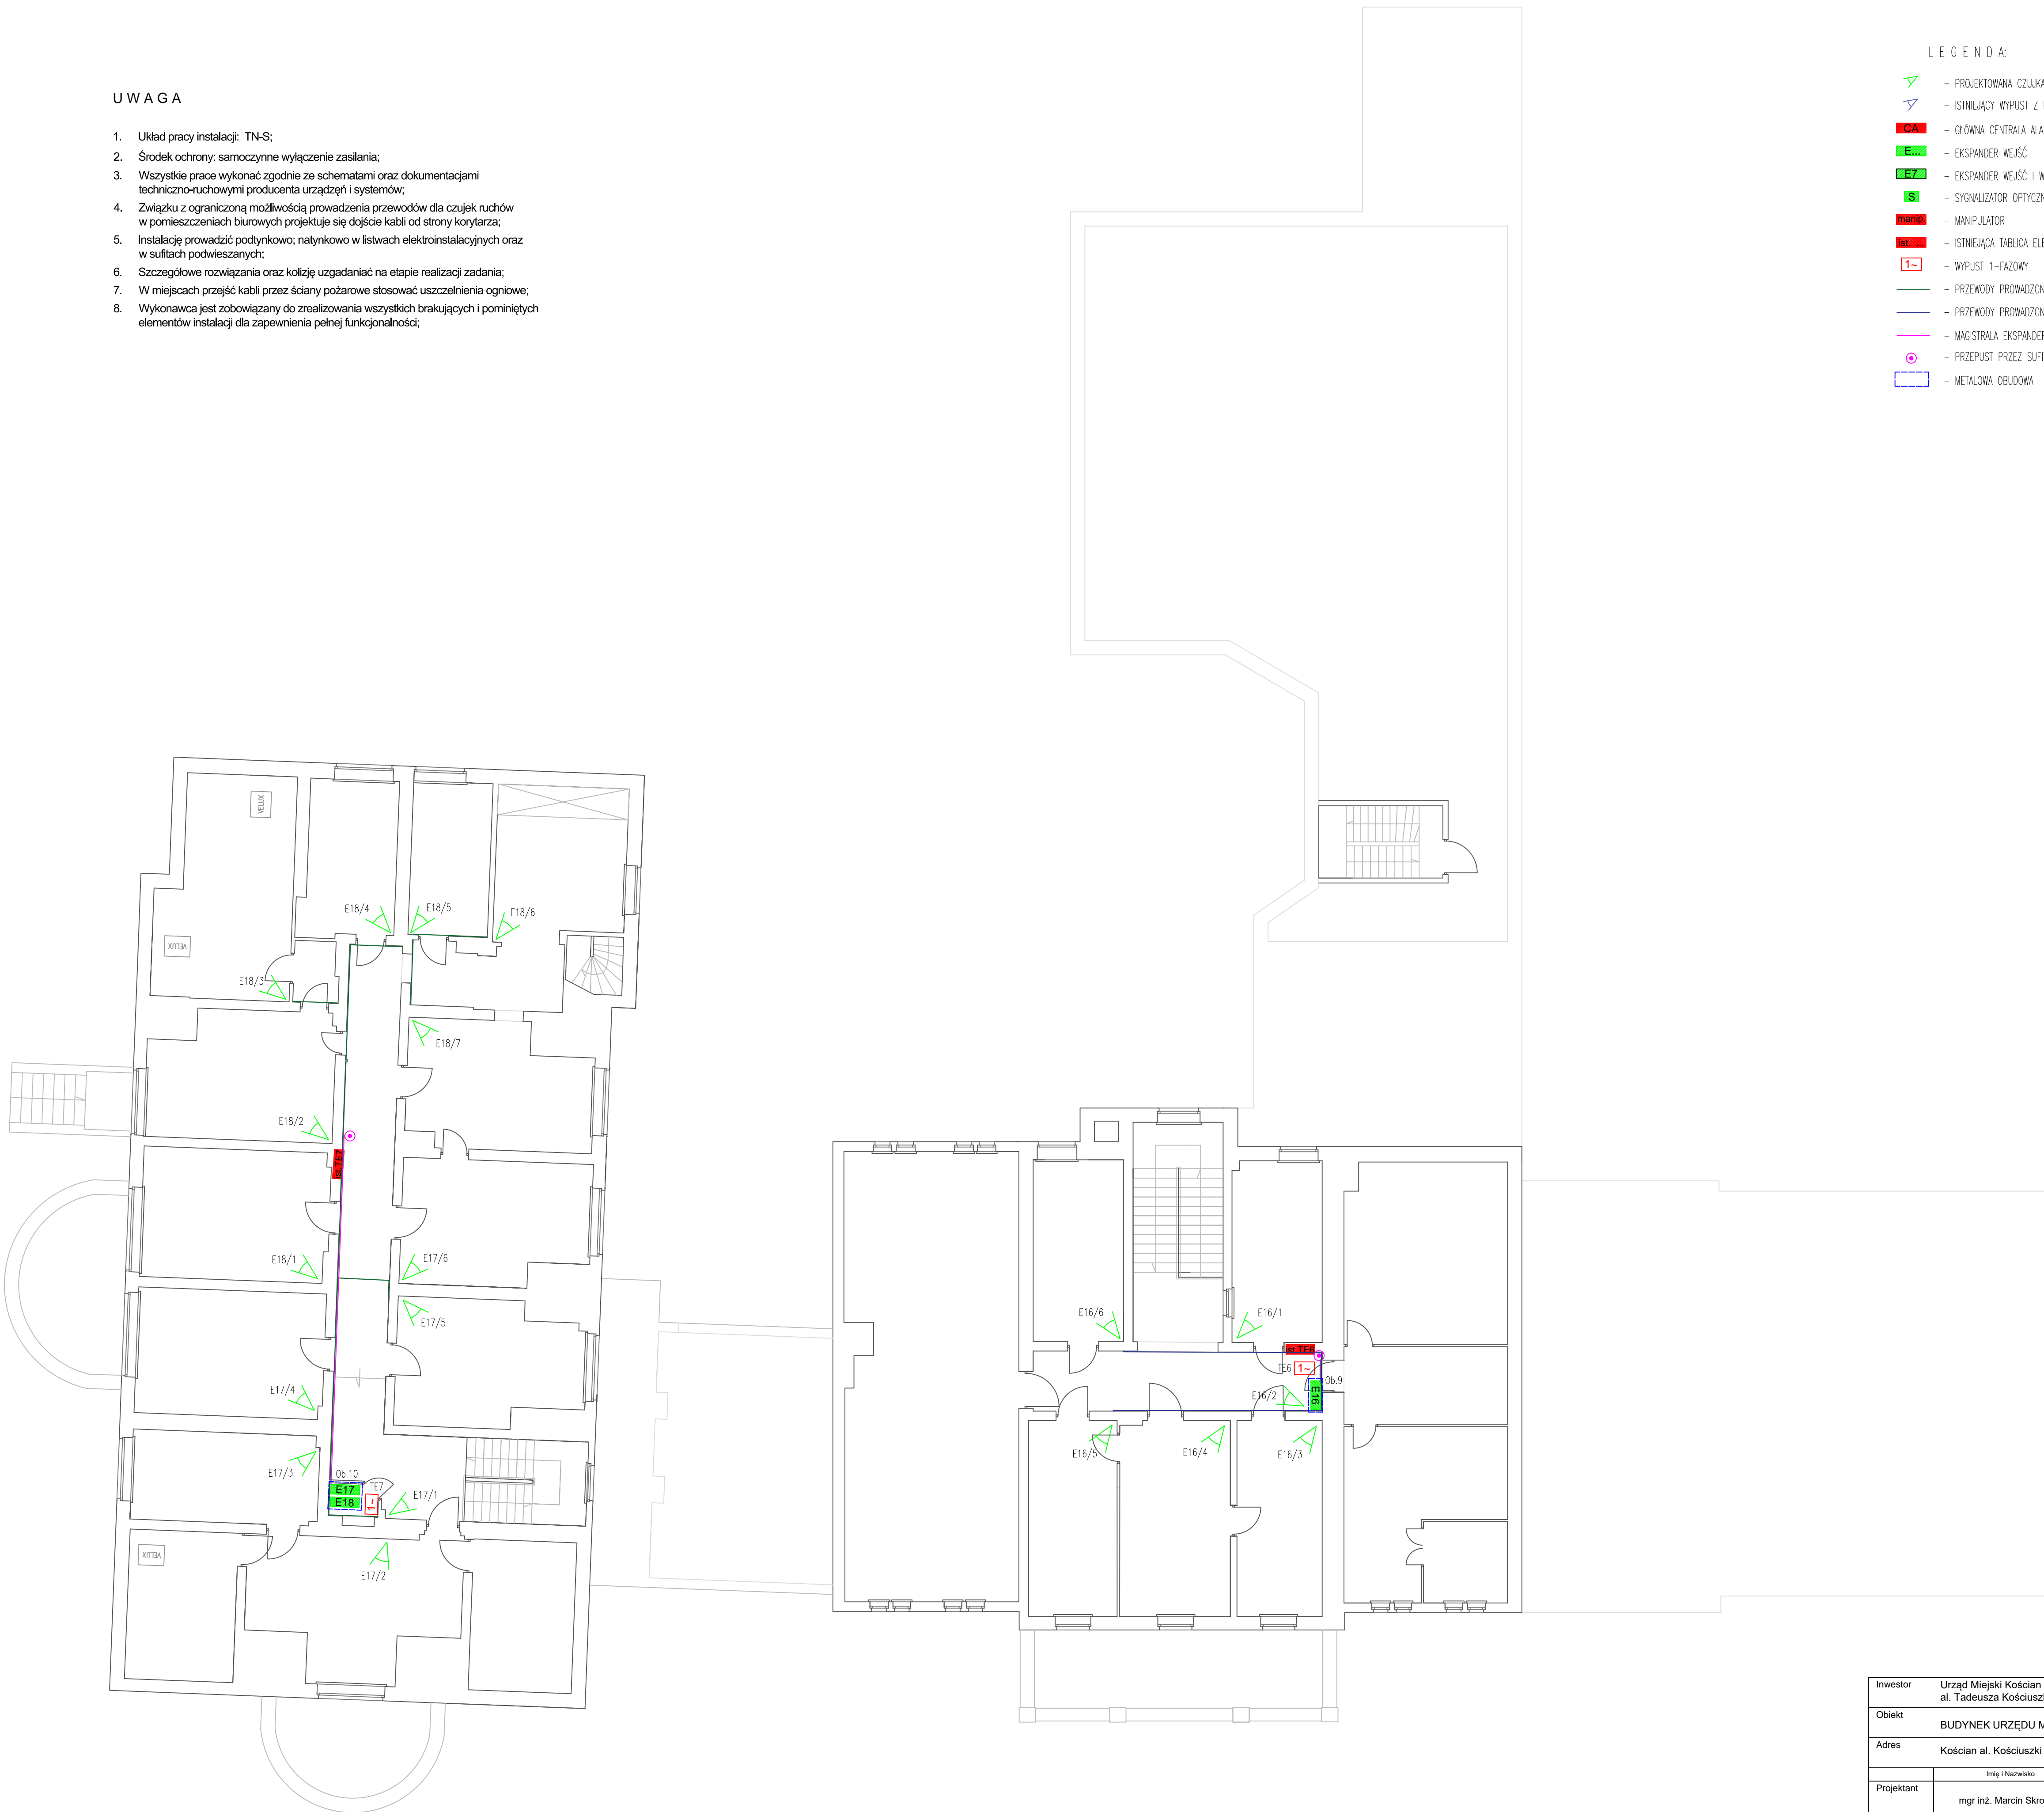 U W A G A
1. Układ pracy instalacji: TN-S;
2. Środek ochrony: samoczynne wyłączenie zasilania;
3. Wszystkie prace wykonać zgodnie ze schematami oraz dokumentacjami
techniczno-ruchowymi producenta urządzęń i systemów;
4. Związku z ograniczoną możliwością prowadzenia przewodów dla czujek ruchów
w pomieszczeniach biurowych projektuje się dojście kabli od strony korytarza;
5. Instalację prowadzić podtynkowo; natynkowo w listwach elektroinstalacyjnych oraz
w sufitach podwieszanych;
6. Szczegółowe rozwiązania oraz kolizję uzgadaniać na etapie realizacji zadania;
7. W miejscach przejść kabli przez ściany pożarowe stosować uszczelnienia ogniowe;
8. Wykonawca jest zobowiązany do zrealizowania wszystkich brakujących i pominiętych
elementów instalacji dla zapewnienia pełnej funkcjonalności;
L E G E N D A:
- PROJEKTOWANA CZUJKA
- ISTNIEJĄCY WYPUST Z
CA - GŁÓWNA CENTRALA ALA
E... - EKSPANDER WEJŚĆ
E7 - EKSPANDER WEJŚĆ I W
S - SYGNALIZATOR OPTYCZN
manip. - MANIPULATOR
ist. ... - ISTNIEJĄCA TABLICA ELE
1~ - WYPUST 1-FAZOWY
- PRZEWODY PROWADZON
- PRZEWODY PROWADZON
- MAGISTRALA EKSPANDER
- PRZEPUST PRZEZ SUFI
- METALOWA OBUDOWA
VELUX
E18/4
E18/5
E18/6
VELUX
E18/3
E18/7
E18/2
ist.TE7
E18/1
E17/6
E17/5
E17/4
E17/3
Ob.10
TE7
E17
E18
1~
E17/1
VELUX
E17/2
E16/6
E16/1
ist.TE6
TE6
1~
Ob.9
E16/2
E16
E16/5
E16/4
E16/3
Inwestor Urząd Miejski Kościan
al. Tadeusza Kościusz
Obiekt
BUDYNEK URZĘDU M
Adres
Kościan al. Kościuszki
Imię i Nazwisko
Projektant
mgr inż. Marcin Skro